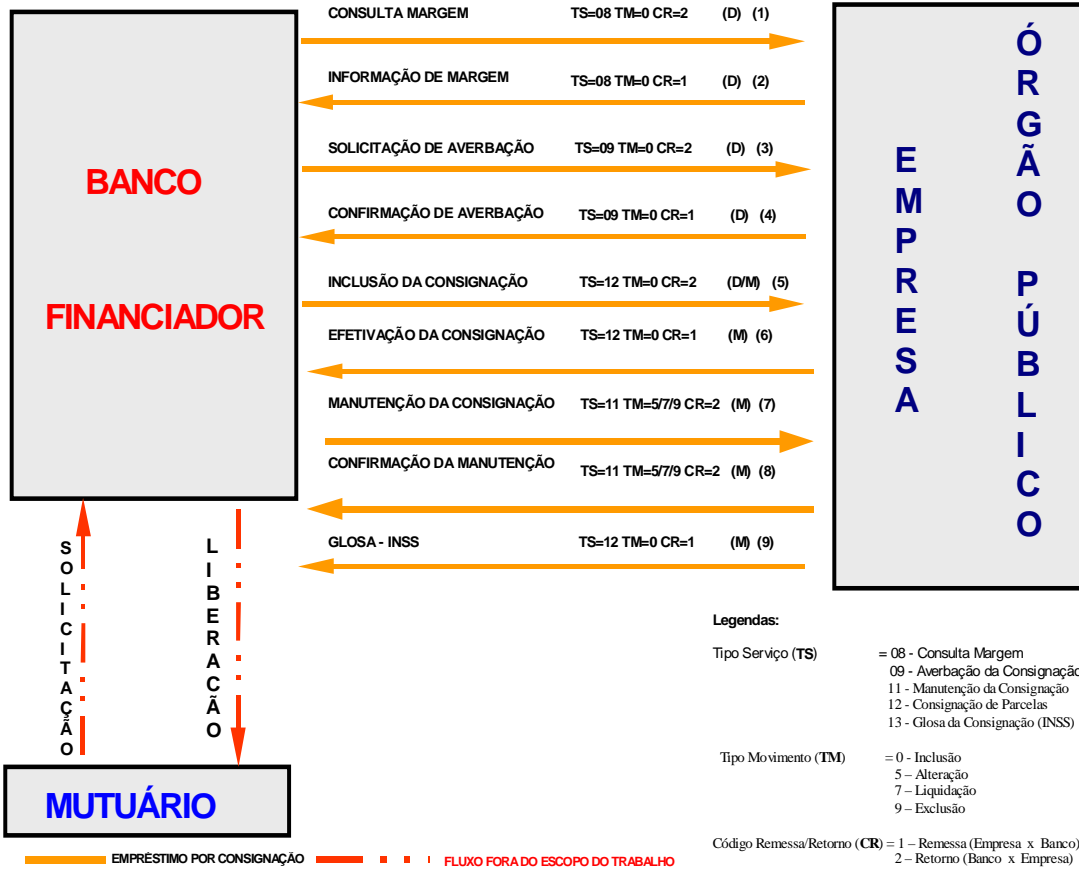 CONSULTA MARGEM TS=08 TM=0 CR=2 (D) (1)
INFORMAÇÃO DE MARGEM TS=08 TM=0 CR=1 (D) (2)
SOLICITAÇÃO DE AVERBAÇÃO TS=09 TM=0 CR=2 (D) (3)
CONFIRMAÇÃO DE AVERBAÇÃO TS=09 TM=0 CR=1 (D) (4)
INCLUSÃO DA CONSIGNAÇÃO TS=12 TM=0 CR=2 (D/M) (5)
EFETIVAÇÃO DA CONSIGNAÇÃO TS=12 TM=0 CR=1 (M) (6)
MANUTENÇÃO DA CONSIGNAÇÃO TS=11 TM=5/7/9 CR=2 (M) (7)
CONFIRMAÇÃO DA MANUTENÇÃO TS=11 TM=5/7/9 CR=2 (M) (8)
GLOSA - INSS TS=12 TM=0 CR=1 (M) (9)
BANCO
FINANCIADOR
EMPRESA
ÓRGÃO PÚBLICO
SOLICITAÇÃO
LIBERACÃO
MUTUÁRIO
Legendas:
Tipo Serviço (TS) = 08 - Consulta Margem
09 - Averbação da Consignação
11 - Manutenção da Consignação
12 - Consignação de Parcelas
13 - Glosa da Consignação (INSS)
Tipo Movimento (TM) = 0 - Inclusão
5 – Alteração
7 – Liquidação
9 – Exclusão
Código Remessa/Retorno (CR) = 1 – Remessa (Empresa x Banco)
2 – Retorno (Banco x Empresa)
EMPRÉSTIMO POR CONSIGNAÇÃO
FLUXO FORA DO ESCOPO DO TRABALHO